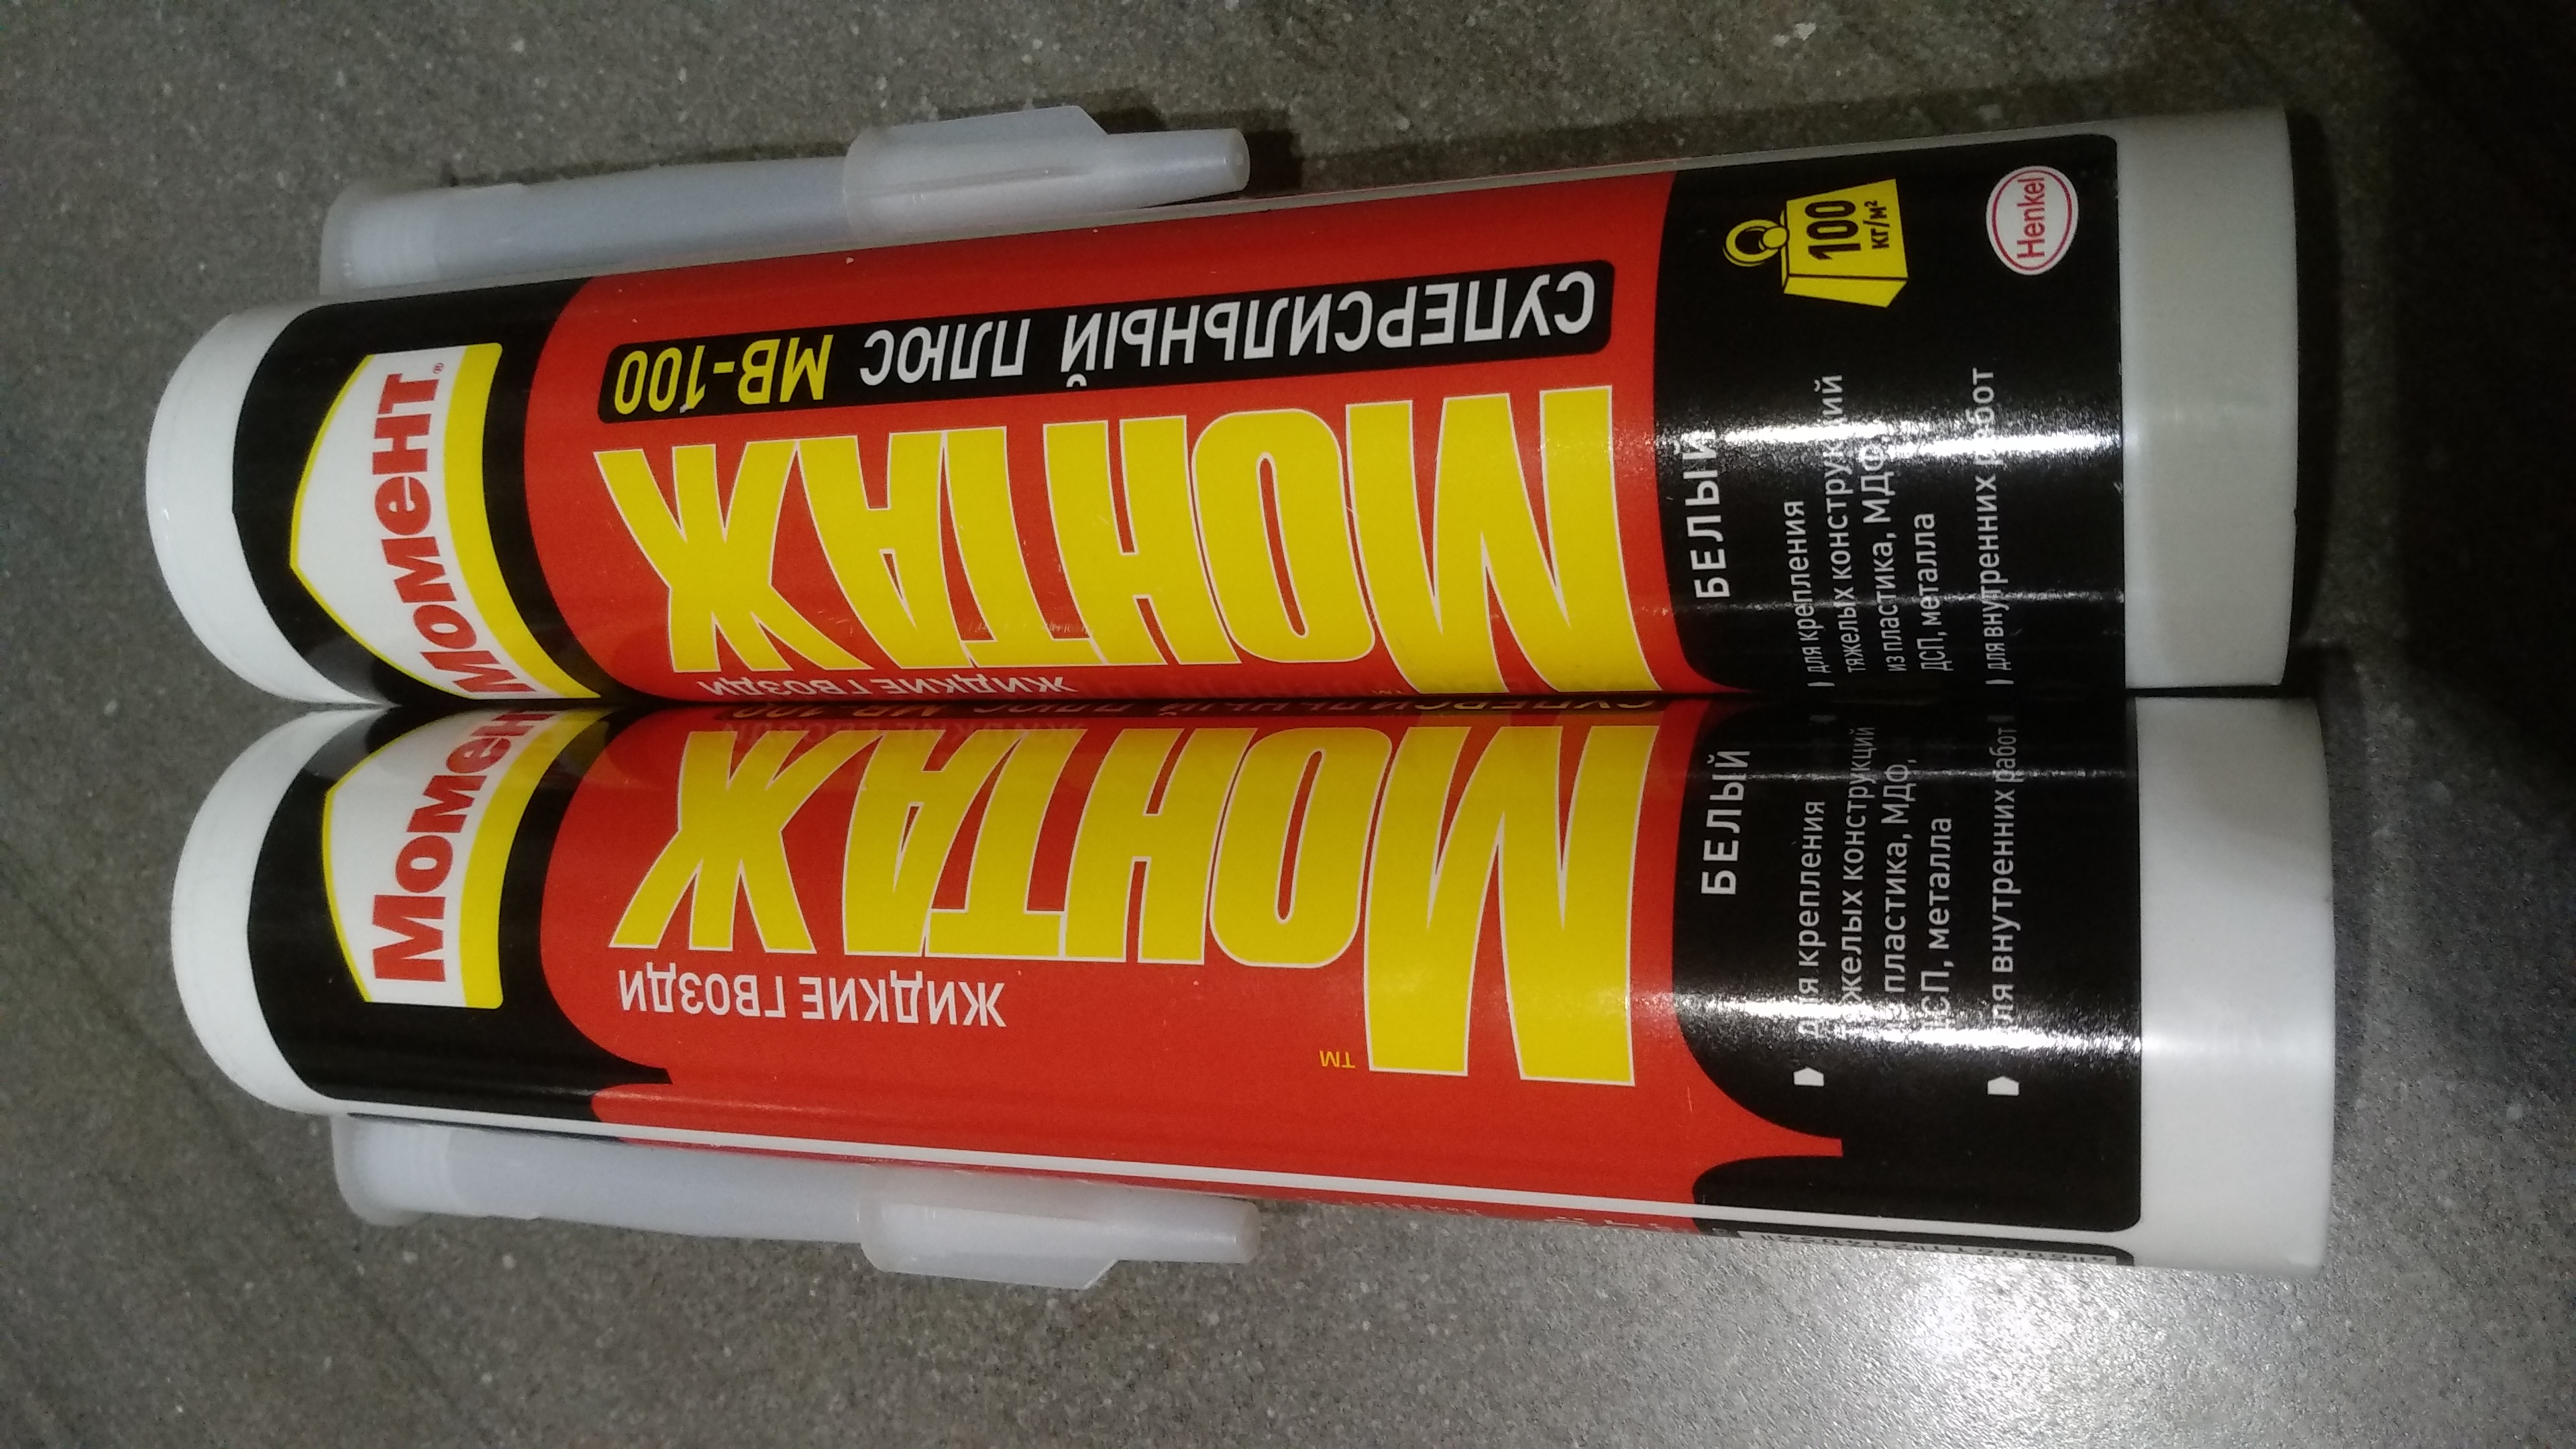 Момент®
ЖИДКИЕ ГВОЗДИ
МОНТАЖ
™
СУПЕРСИЛЬНЫЙ ПЛЮС МВ-100
БЕЛЫЙ
для крепления
тяжелых конструкций
из пластика, МДФ,
ДСП, металла
для внутренних работ
100
кг/м²
Henkel
Момент
ЖИДКИЕ ГВОЗДИ
МОНТАЖ
™
БЕЛЫЙ
для крепления
тяжелых конструкций
пластика, МДФ,
ДСП, металла
для внутренних работ